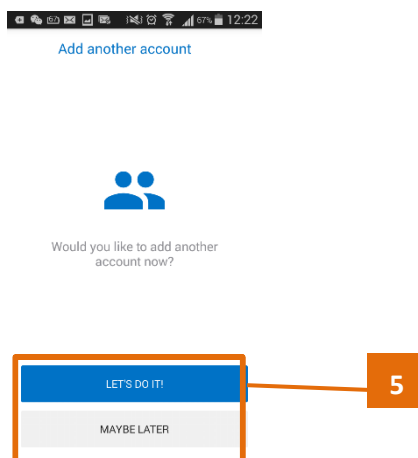 67% 12:22
Add another account
Would you like to add another
account now?
LET'S DO IT!
5
MAYBE LATER